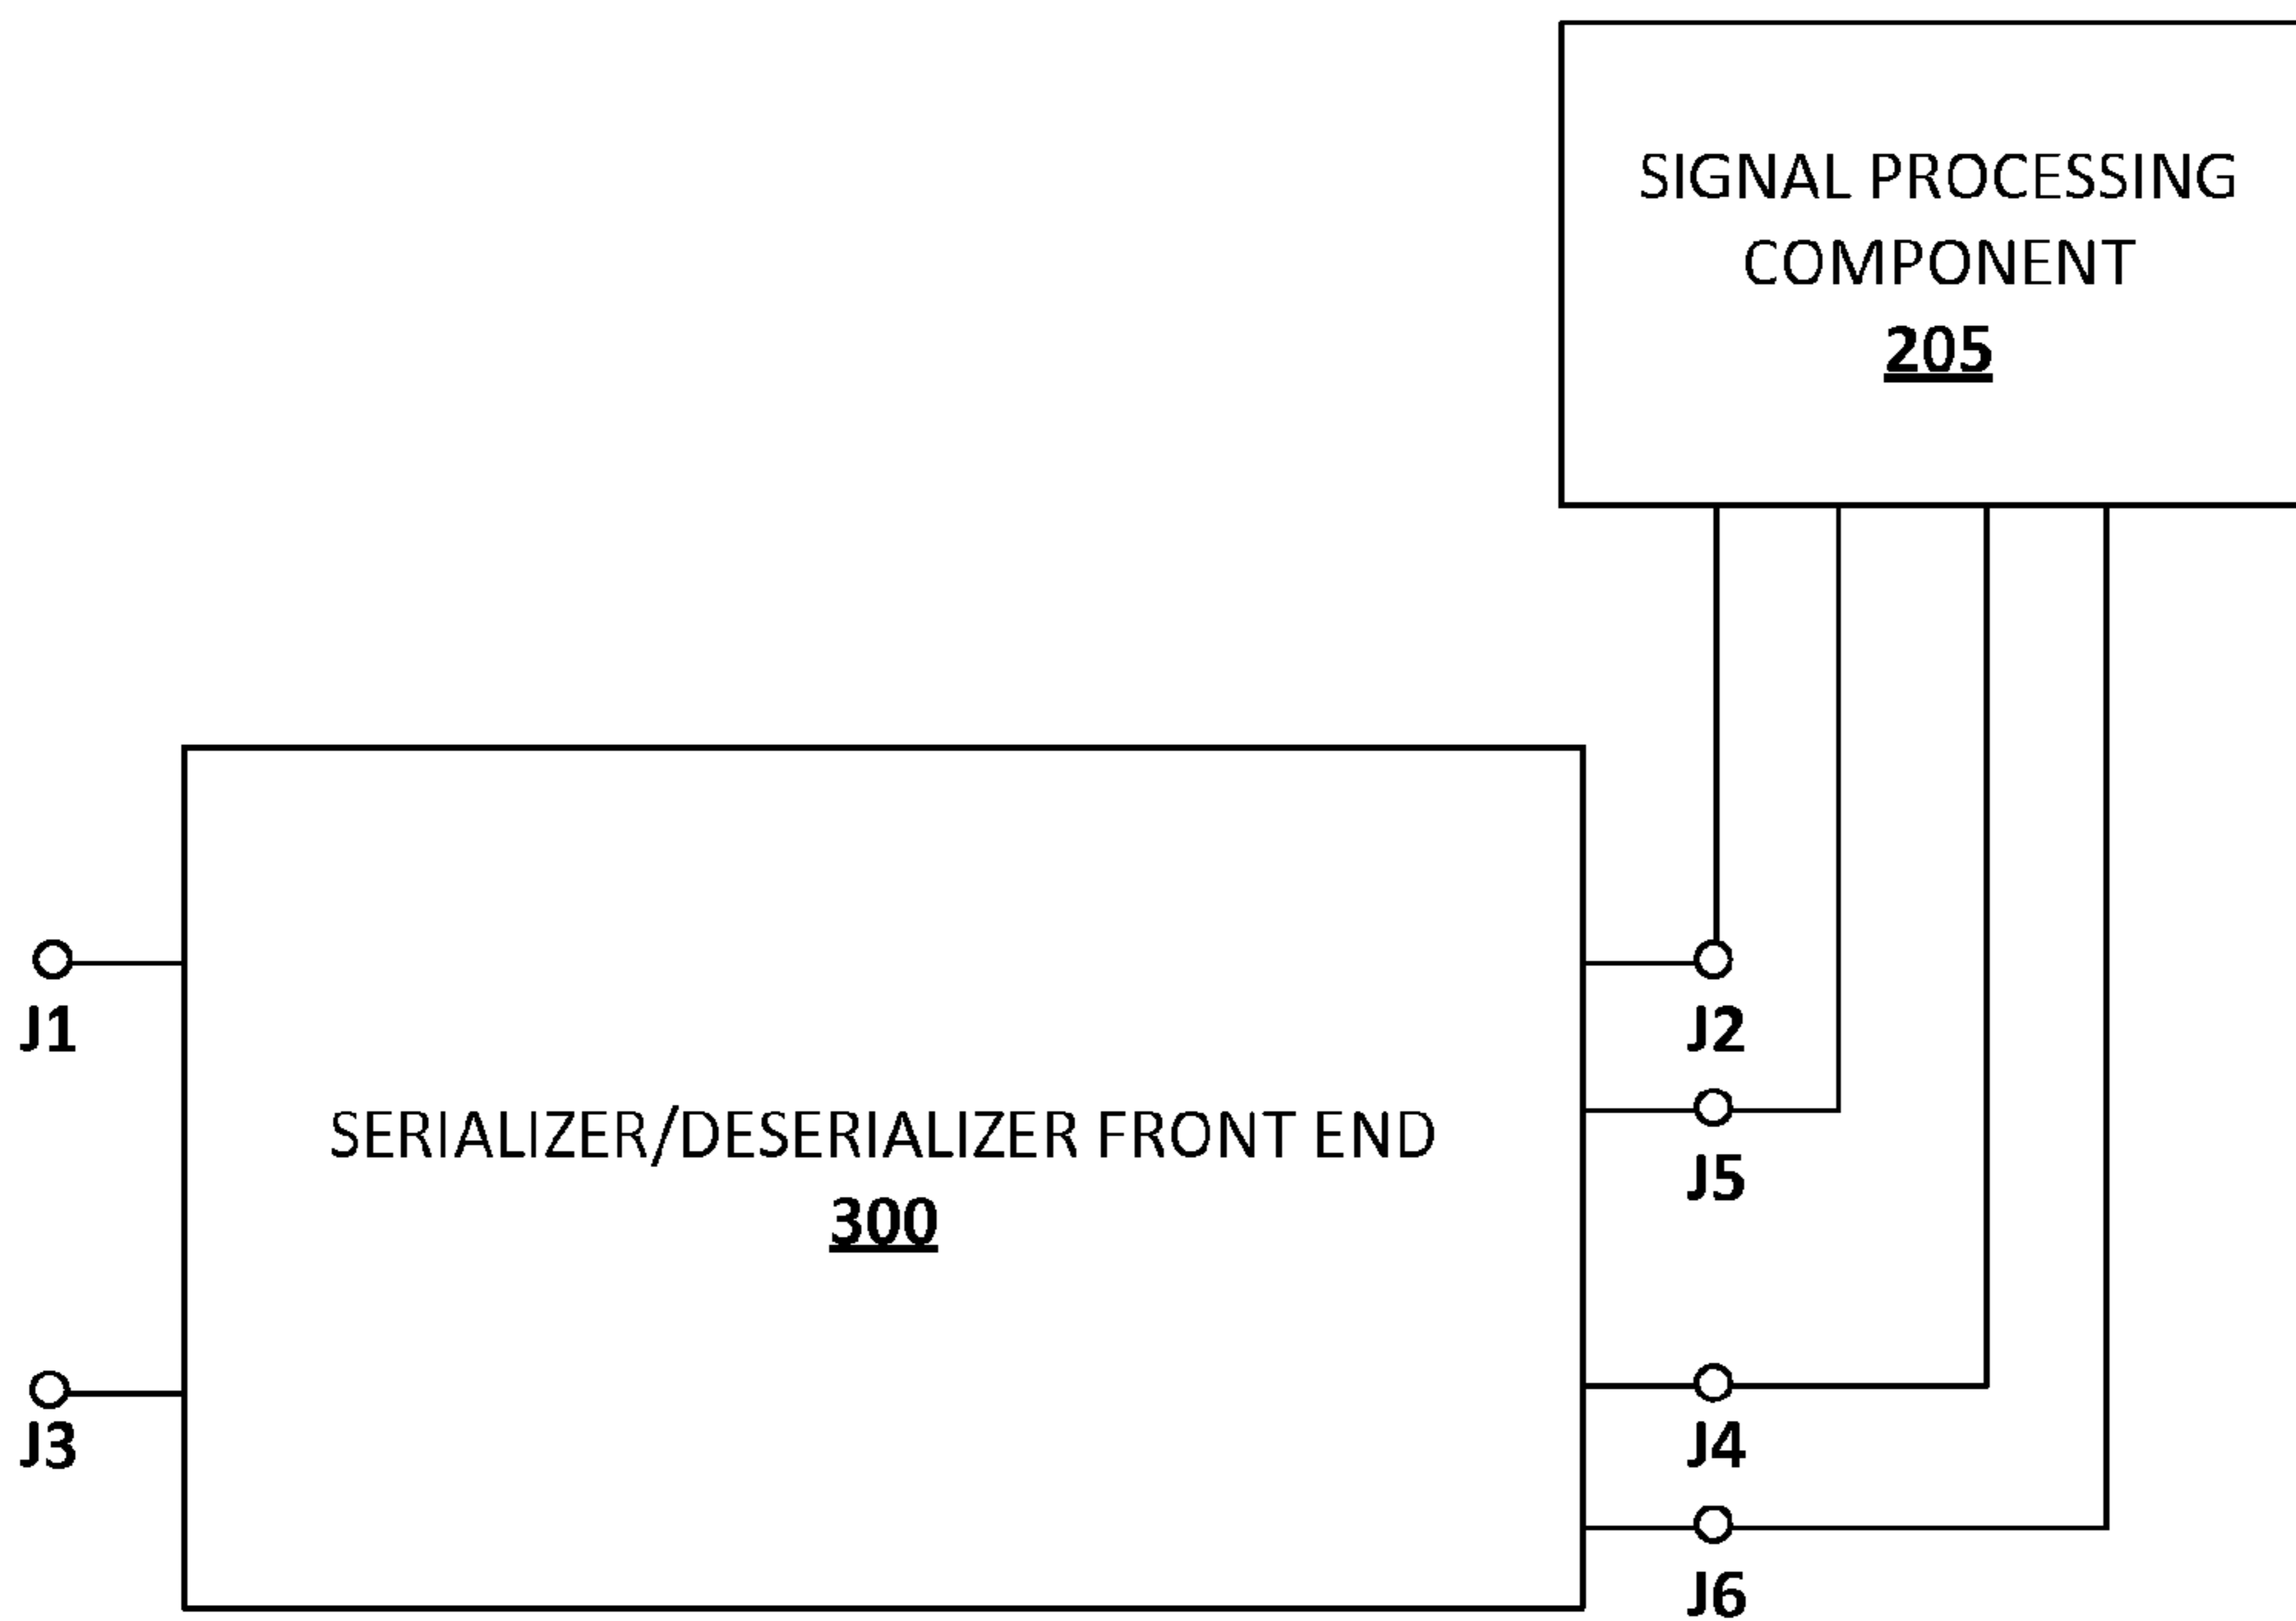 SIGNAL PROCESSING
COMPONENT
205
J1
J2
SERIALIZER/DESERIALIZER FRONT END
J5
300
J3
J4
J6